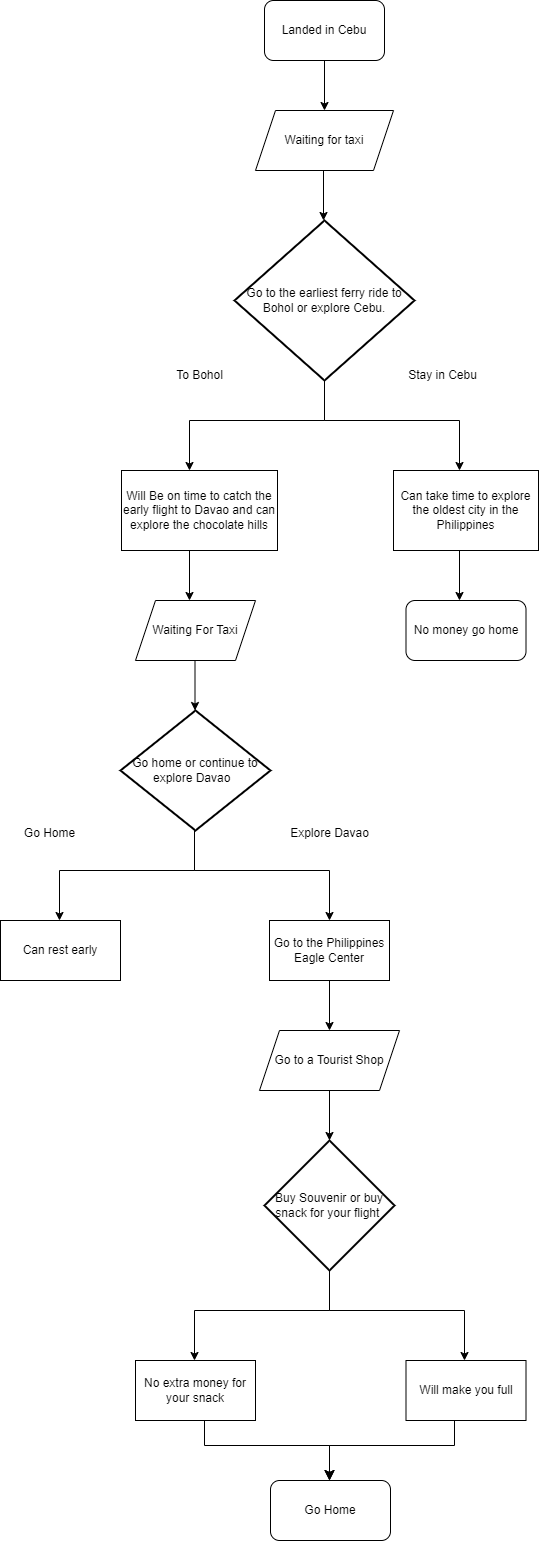 Landed in Cebu
Waiting for taxi
Go to the earliest ferry ride to
Bohol or explore Cebu.
To Bohol
Stay in Cebu
Will Be on time to catch the
early flight to Davao and can
explore the chocolate hills
Can take time to explore
the oldest city in the
Philippines
Waiting For Taxi
No money go home
Go home or continue to
explore Davao
Go Home
Explore Davao
Can rest early
Go to the Philippines
Eagle Center
Go to a Tourist Shop
Buy Souvenir or buy
snack for your flight
No extra money for
your snack
Will make you full
Go Home